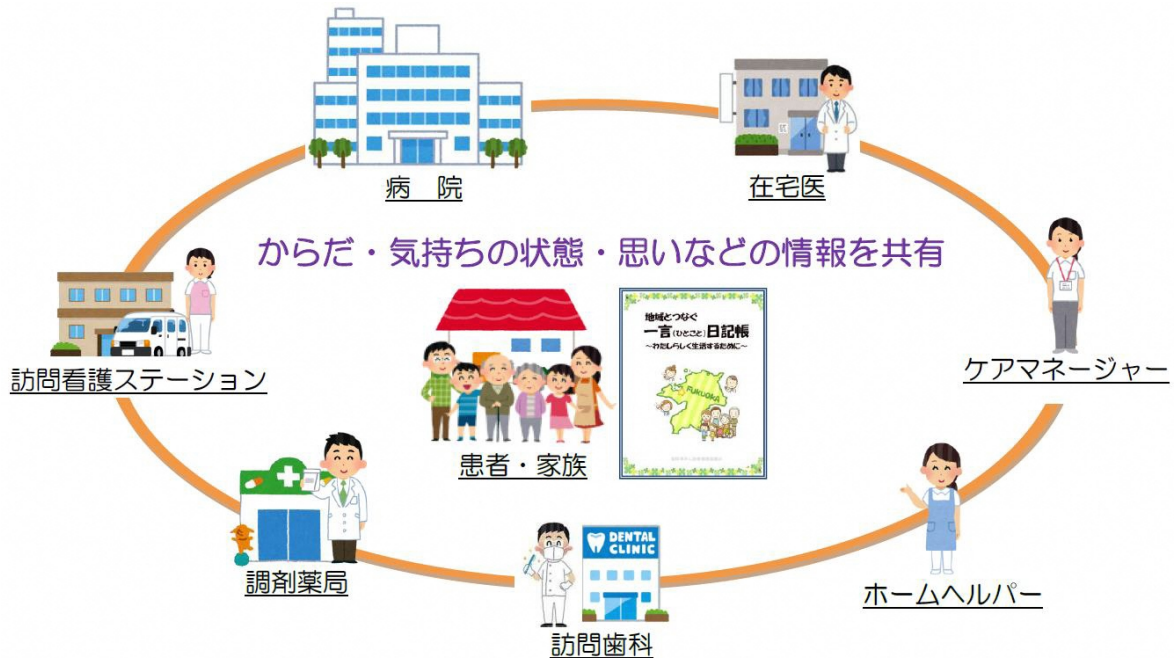 病　院
在宅医
医
からだ・気持ちの状態・思いなどの情報を共有
訪問看護ステーション
ケアマネージャー
地域とつなぐ
一言(ひとこと)日記帳
～わたしらしく生活するために～
FUKUOKA
患者・家族
調剤薬局
DENTAL
CLINIC
訪問歯科
ホームヘルパー